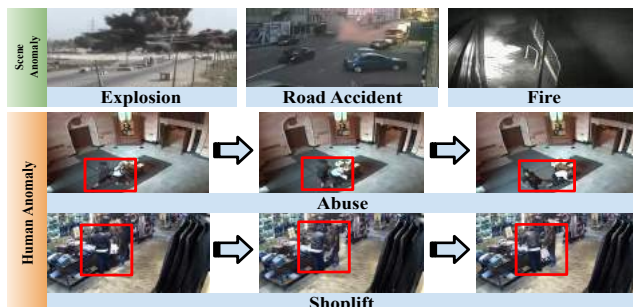 Scene
Anomaly
Explosion
Road Accident
Fire
Human Anomaly
Abuse
Shoplift